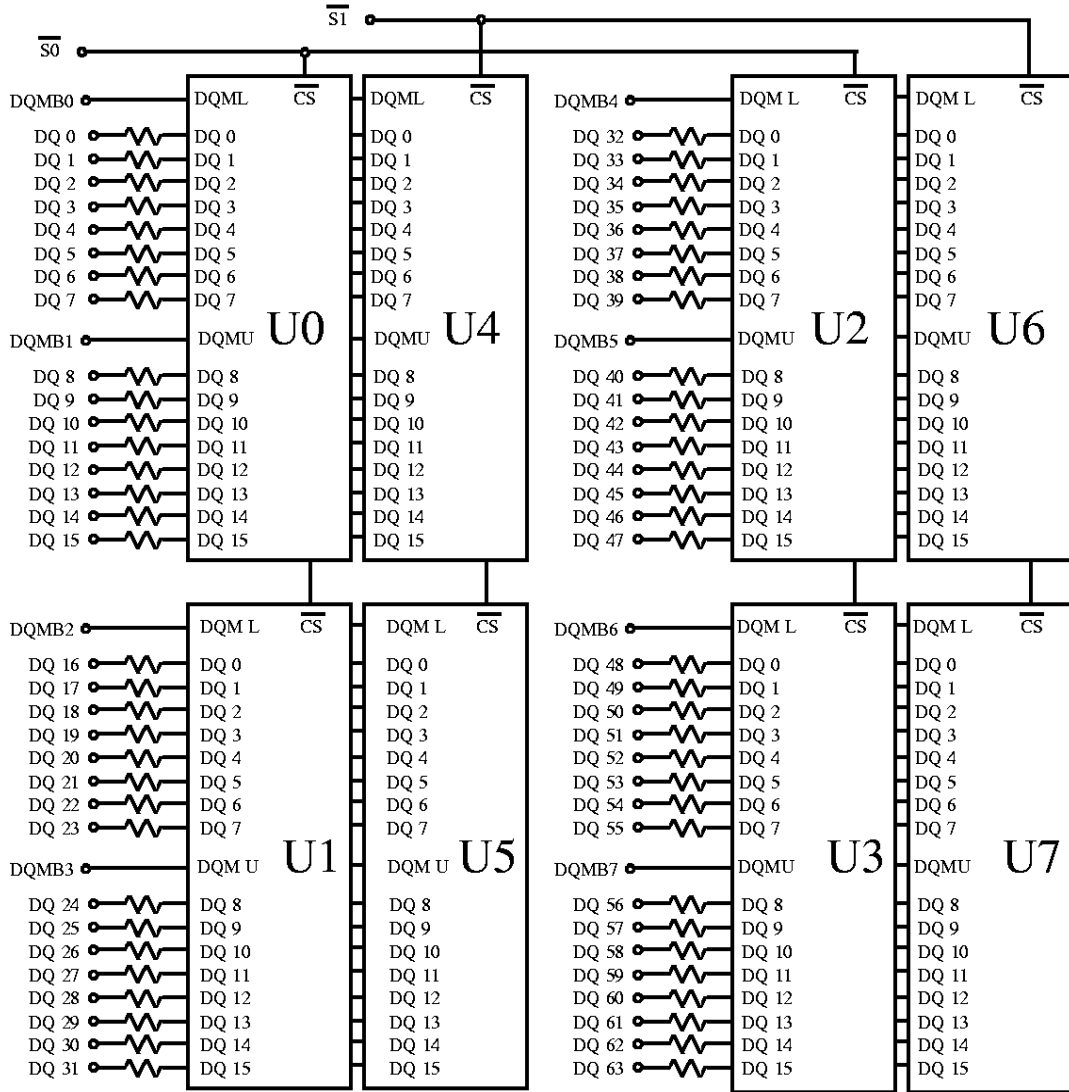 S1
S0
DQMB0 DQML CS DQML CS DQMB4 DQM L CS DQM L CS
DQ 0 DQ 0 DQ 0 DQ 32 DQ 0 DQ 0
DQ 1 DQ 1 DQ 1 DQ 33 DQ 1 DQ 1
DQ 2 DQ 2 DQ 2 DQ 34 DQ 2 DQ 2
DQ 3 DQ 3 DQ 3 DQ 35 DQ 3 DQ 3
DQ 4 DQ 4 DQ 4 DQ 36 DQ 4 DQ 4
DQ 5 DQ 5 DQ 5 DQ 37 DQ 5 DQ 5
DQ 6 DQ 6 DQ 6 DQ 38 DQ 6 DQ 6
DQ 7 DQ 7 DQ 7 DQ 39 DQ 7 DQ 7
U0 U4 U2 U6
DQMB1 DQMU DQMU DQMB5 DQMU DQMU
DQ 8 DQ 8 DQ 8 DQ 40 DQ 8 DQ 8
DQ 9 DQ 9 DQ 9 DQ 41 DQ 9 DQ 9
DQ 10 DQ 10 DQ 10 DQ 42 DQ 10 DQ 10
DQ 11 DQ 11 DQ 11 DQ 43 DQ 11 DQ 11
DQ 12 DQ 12 DQ 12 DQ 44 DQ 12 DQ 12
DQ 13 DQ 13 DQ 13 DQ 45 DQ 13 DQ 13
DQ 14 DQ 14 DQ 14 DQ 46 DQ 14 DQ 14
DQ 15 DQ 15 DQ 15 DQ 47 DQ 15 DQ 15
DQMB2 DQM L CS DQM L CS DQMB6 DQM L CS DQM L CS
DQ 16 DQ 0 DQ 0 DQ 48 DQ 0 DQ 0
DQ 17 DQ 1 DQ 1 DQ 49 DQ 1 DQ 1
DQ 18 DQ 2 DQ 2 DQ 50 DQ 2 DQ 2
DQ 19 DQ 3 DQ 3 DQ 51 DQ 3 DQ 3
DQ 20 DQ 4 DQ 4 DQ 52 DQ 4 DQ 4
DQ 21 DQ 5 DQ 5 DQ 53 DQ 5 DQ 5
DQ 22 DQ 6 DQ 6 DQ 54 DQ 6 DQ 6
DQ 23 DQ 7 DQ 7 DQ 55 DQ 7 DQ 7
U1 U5 U3 U7
DQMB3 DQM U DQM U DQMB7 DQMU DQMU
DQ 24 DQ 8 DQ 8 DQ 56 DQ 8 DQ 8
DQ 25 DQ 9 DQ 9 DQ 57 DQ 9 DQ 9
DQ 26 DQ 10 DQ 10 DQ 58 DQ 10 DQ 10
DQ 27 DQ 11 DQ 11 DQ 59 DQ 11 DQ 11
DQ 28 DQ 12 DQ 12 DQ 60 DQ 12 DQ 12
DQ 29 DQ 13 DQ 13 DQ 61 DQ 13 DQ 13
DQ 30 DQ 14 DQ 14 DQ 62 DQ 14 DQ 14
DQ 31 DQ 15 DQ 15 DQ 63 DQ 15 DQ 15